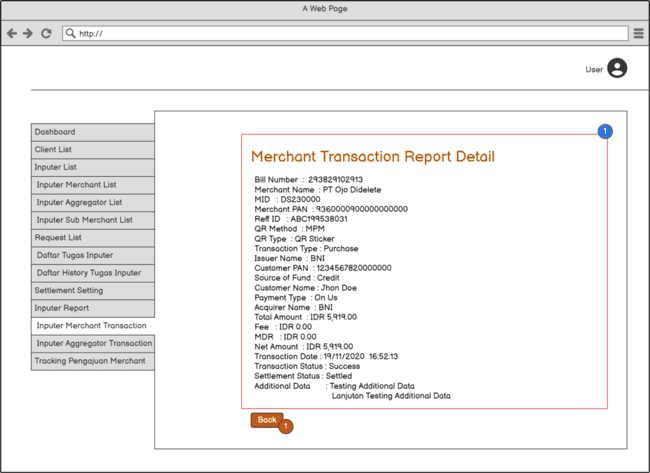 A Web Page
http://
User
Dashboard
Client List
Inputer List
Inputer Merchant List
Inputer Aggregator List
Inputer Sub Merchant List
Request List
Daftar Tugas Inputer
Daftar History Tugas Inputer
Settlement Setting
Inputer Report
Inputer Merchant Transaction
Inputer Aggregator Transaction
Tracking Pengajuan Merchant
1
Merchant Transaction Report Detail
Bill Number : 293829102913
Merchant Name : PT Ojo Didelete
MID : DS230000
Merchant PAN : 9360000900000000000
Reff ID : ABC199538031
QR Method : MPM
QR Type : QR Sticker
Transaction Type : Purchase
Issuer Name : BNI
Customer PAN : 1234567820000000
Source of Fund : Credit
Customer Name : Jhon Doe
Payment Type : On Us
Acquirer Name : BNI
Total Amount : IDR 5,919.00
Fee : IDR 0.00
MDR : IDR 0.00
Net Amount : IDR 5,919.00
Transaction Date : 19/11/2020 16:52:13
Transaction Status : Success
Settlement Status : Settled
Additional Data : Testing Additional Data
Lanjutan Testing Additional Data
Back
1